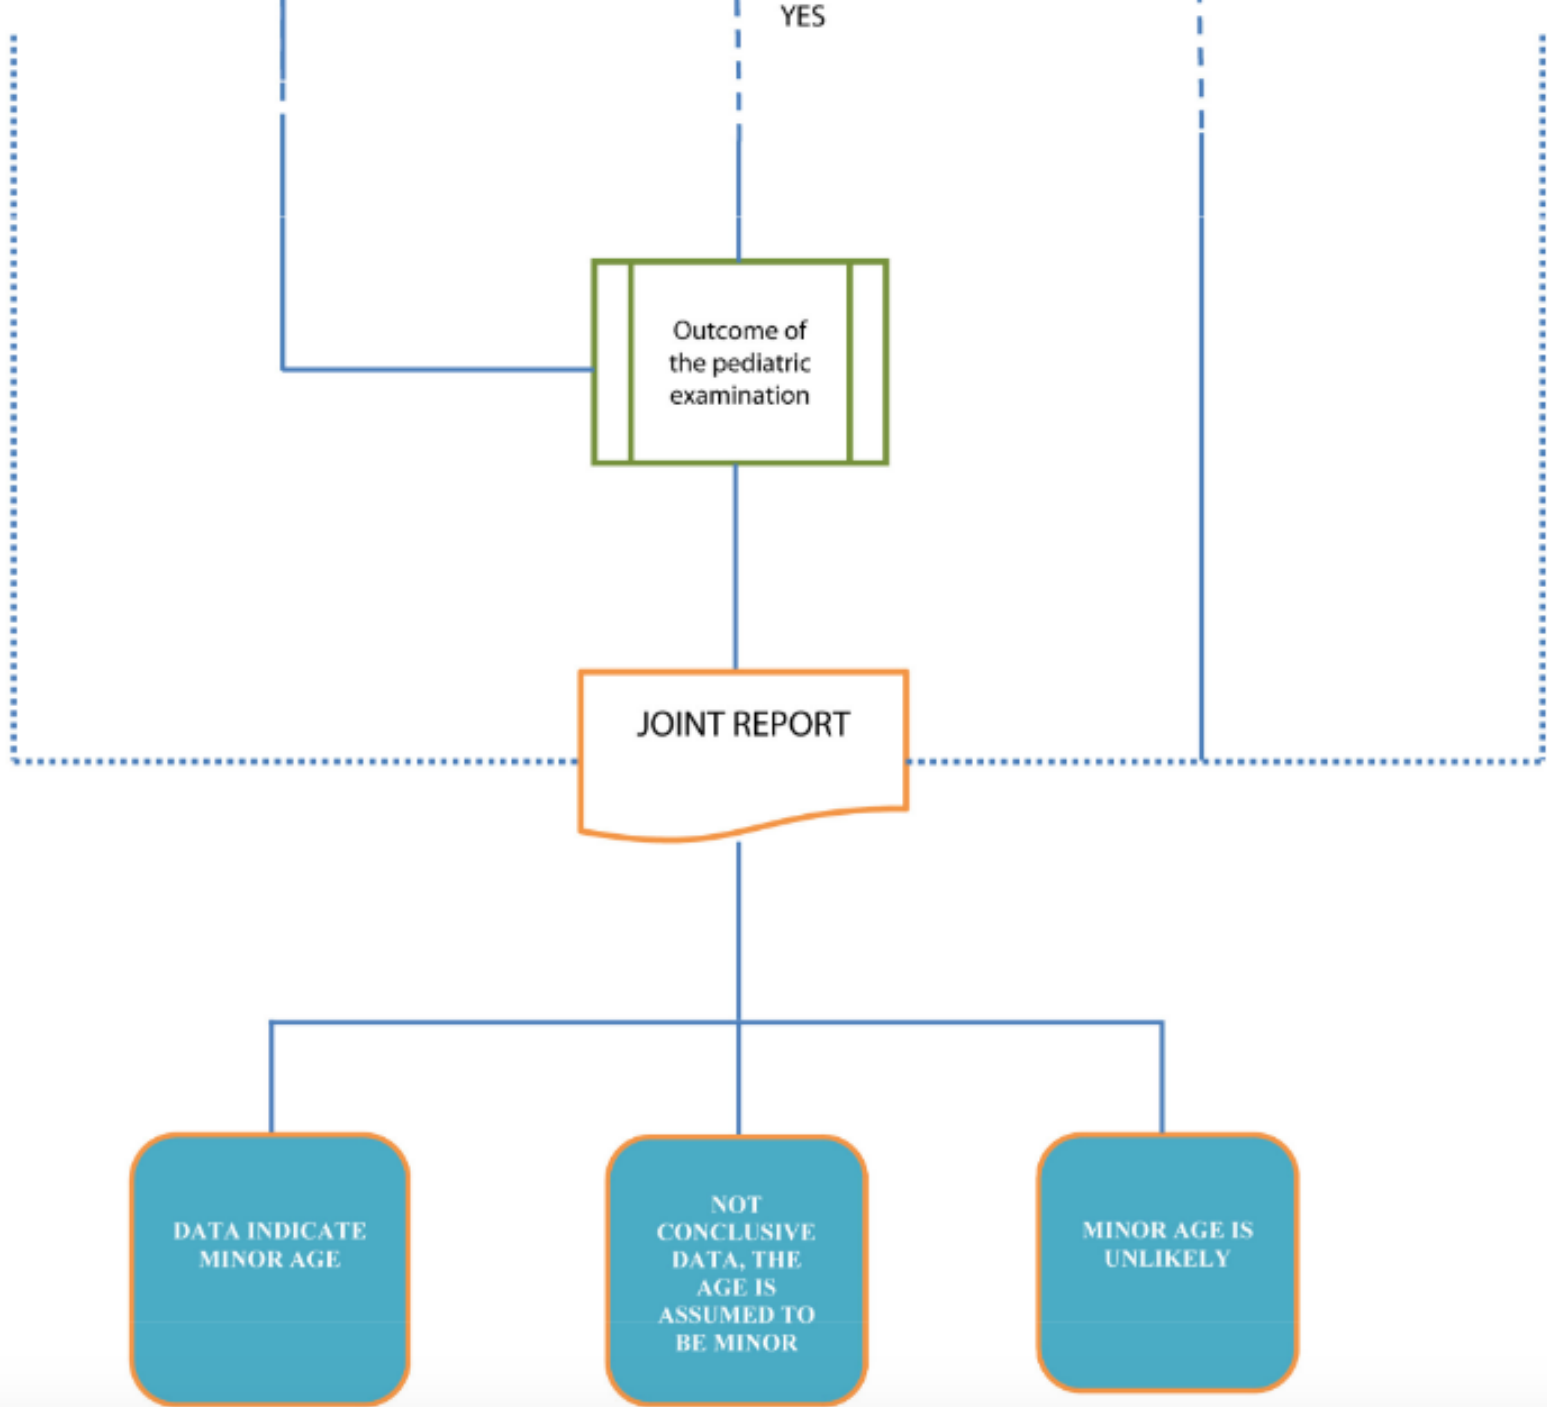 YES
Outcome of
the pediatric
examination
JOINT REPORT
DATA INDICATE
MINOR AGE
NOT
CONCLUSIVE
DATA, THE
AGE IS
ASSUMED TO
BE MINOR
MINOR AGE IS
UNLIKELY